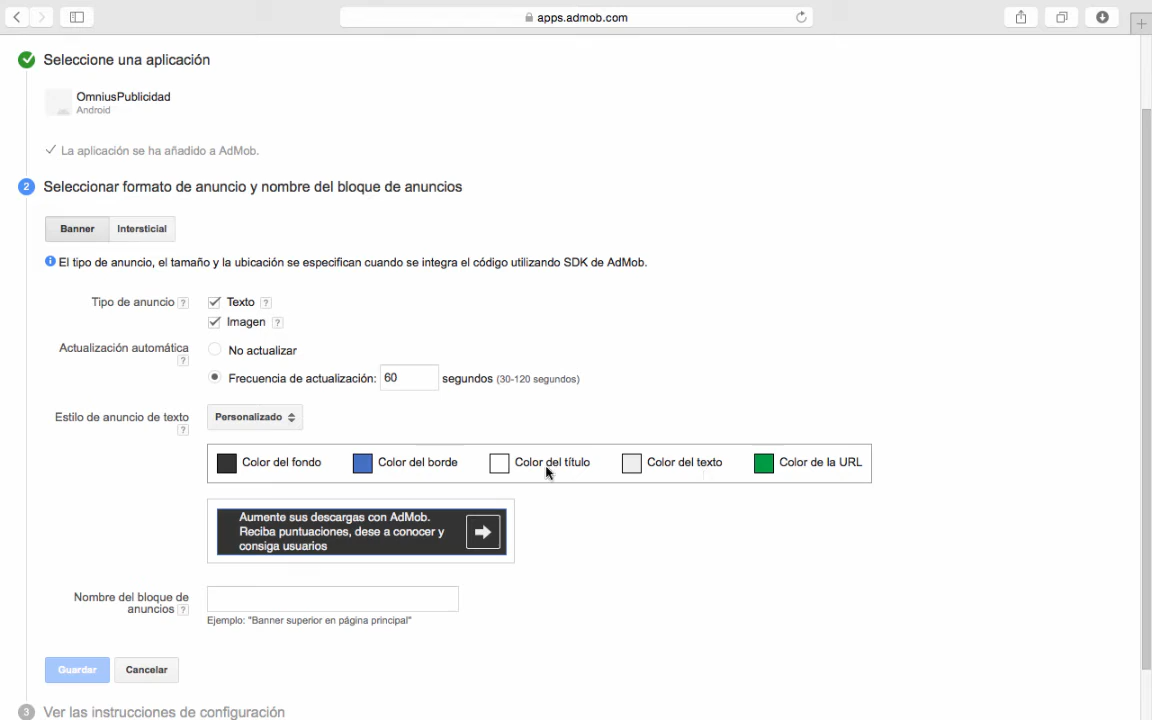 apps.admob.com
Seleccione una aplicación
OmniusPublicidad
Android
La aplicación se ha añadido a AdMob.
2 Seleccionar formato de anuncio y nombre del bloque de anuncios
Banner Intersticial
El tipo de anuncio, el tamaño y la ubicación se especifican cuando se integra el código utilizando SDK de AdMob.
Tipo de anuncio ? Texto ?
Imagen ?
Actualización automática ? No actualizar
Frecuencia de actualización: 60 segundos (30-120 segundos)
Estilo de anuncio de texto ? Personalizado
Color del fondo Color del borde Color del título Color del texto Color de la URL
Aumente sus descargas con AdMob.
Reciba puntuaciones, dese a conocer y
consiga usuarios
Nombre del bloque de
anuncios ?
Ejemplo: "Banner superior en página principal"
Guardar Cancelar
3 Ver las instrucciones de configuración